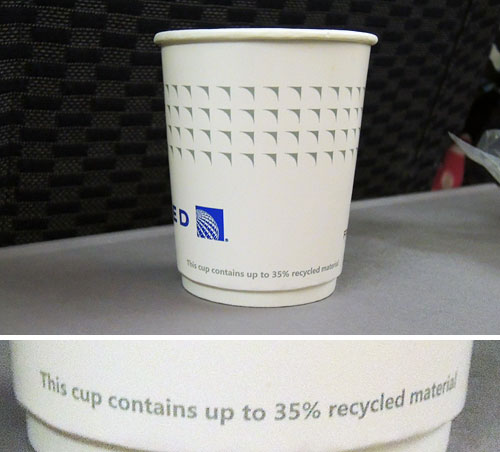 ED
This cup contains up to 35% recycled material
This cup contains up to 35% recycled material